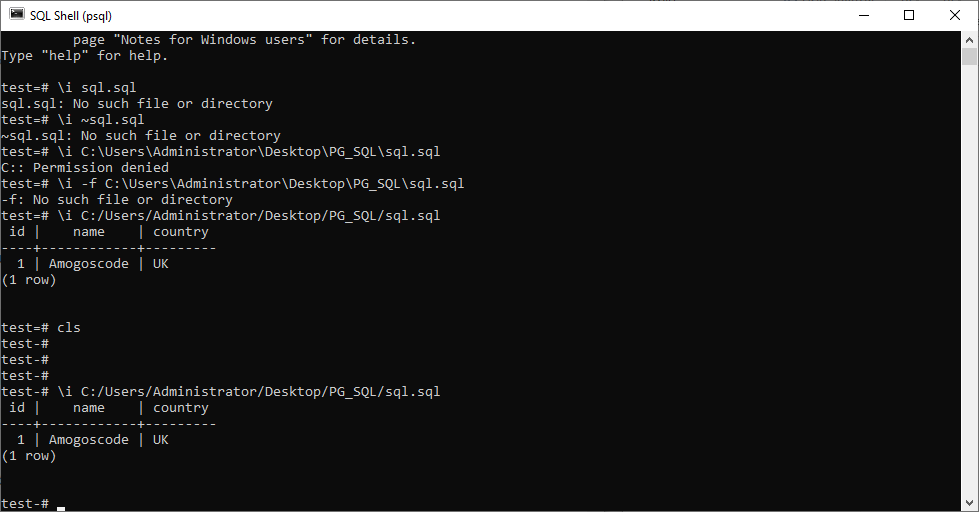 SQL Shell (psql)
page "Notes for Windows users" for details.
Type "help" for help.
test=# \i sql.sql
sql.sql: No such file or directory
test=# \i ~sql.sql
~sql.sql: No such file or directory
test=# \i C:\Users\Administrator\Desktop\PG_SQL\sql.sql
C:: Permission denied
test=# \i -f C:\Users\Administrator\Desktop\PG_SQL\sql.sql
-f: No such file or directory
test=# \i C:/Users/Administrator/Desktop/PG_SQL/sql.sql
 id |    name    | country
----+------------+---------
  1 | Amogoscode | UK
(1 row)
test=# cls
test-#
test-#
test-#
test-# \i C:/Users/Administrator/Desktop/PG_SQL/sql.sql
 id |    name    | country
----+------------+---------
  1 | Amogoscode | UK
(1 row)
test-#